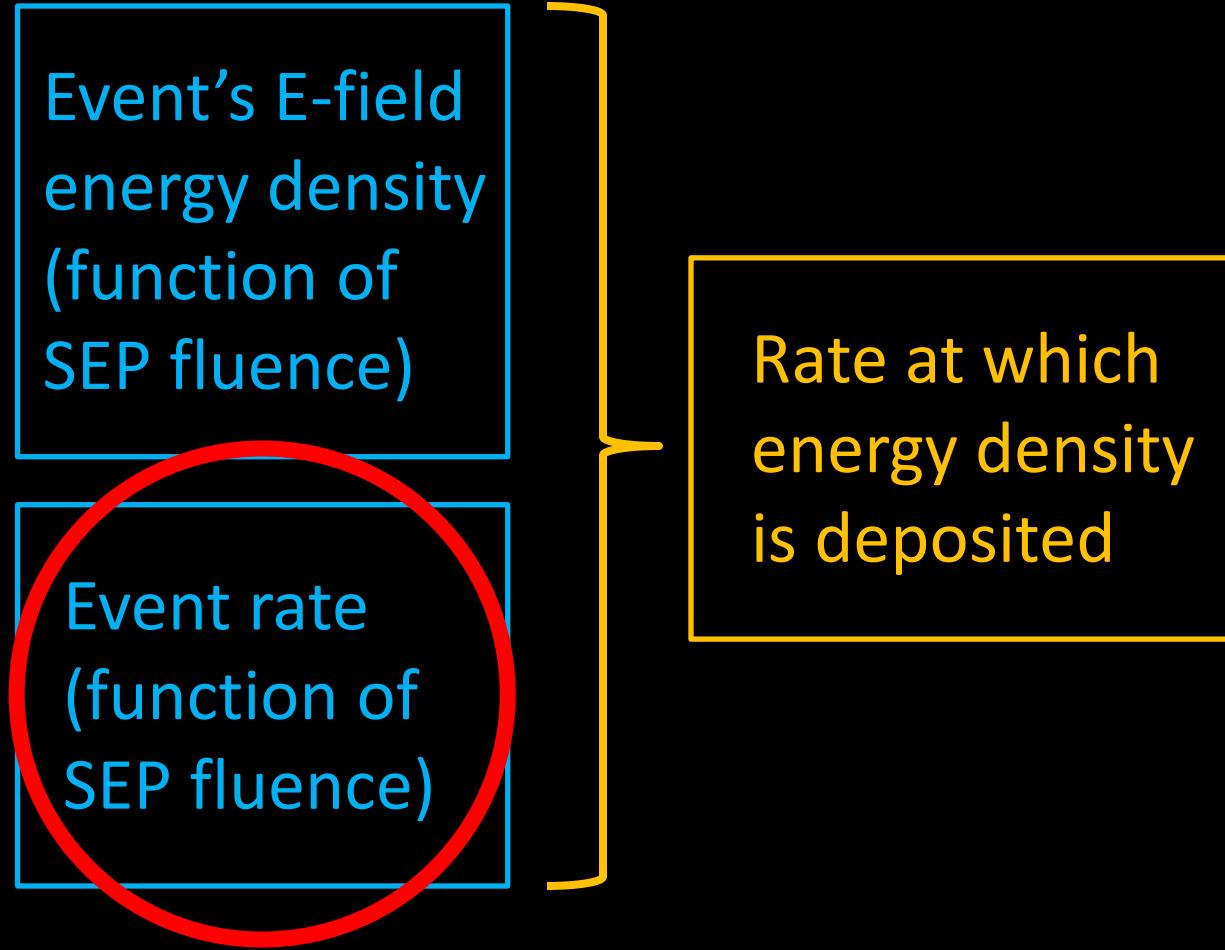 Event’s E-field
energy density
(function of
SEP fluence)
Event rate
(function of
SEP fluence)
Rate at which
energy density
is deposited